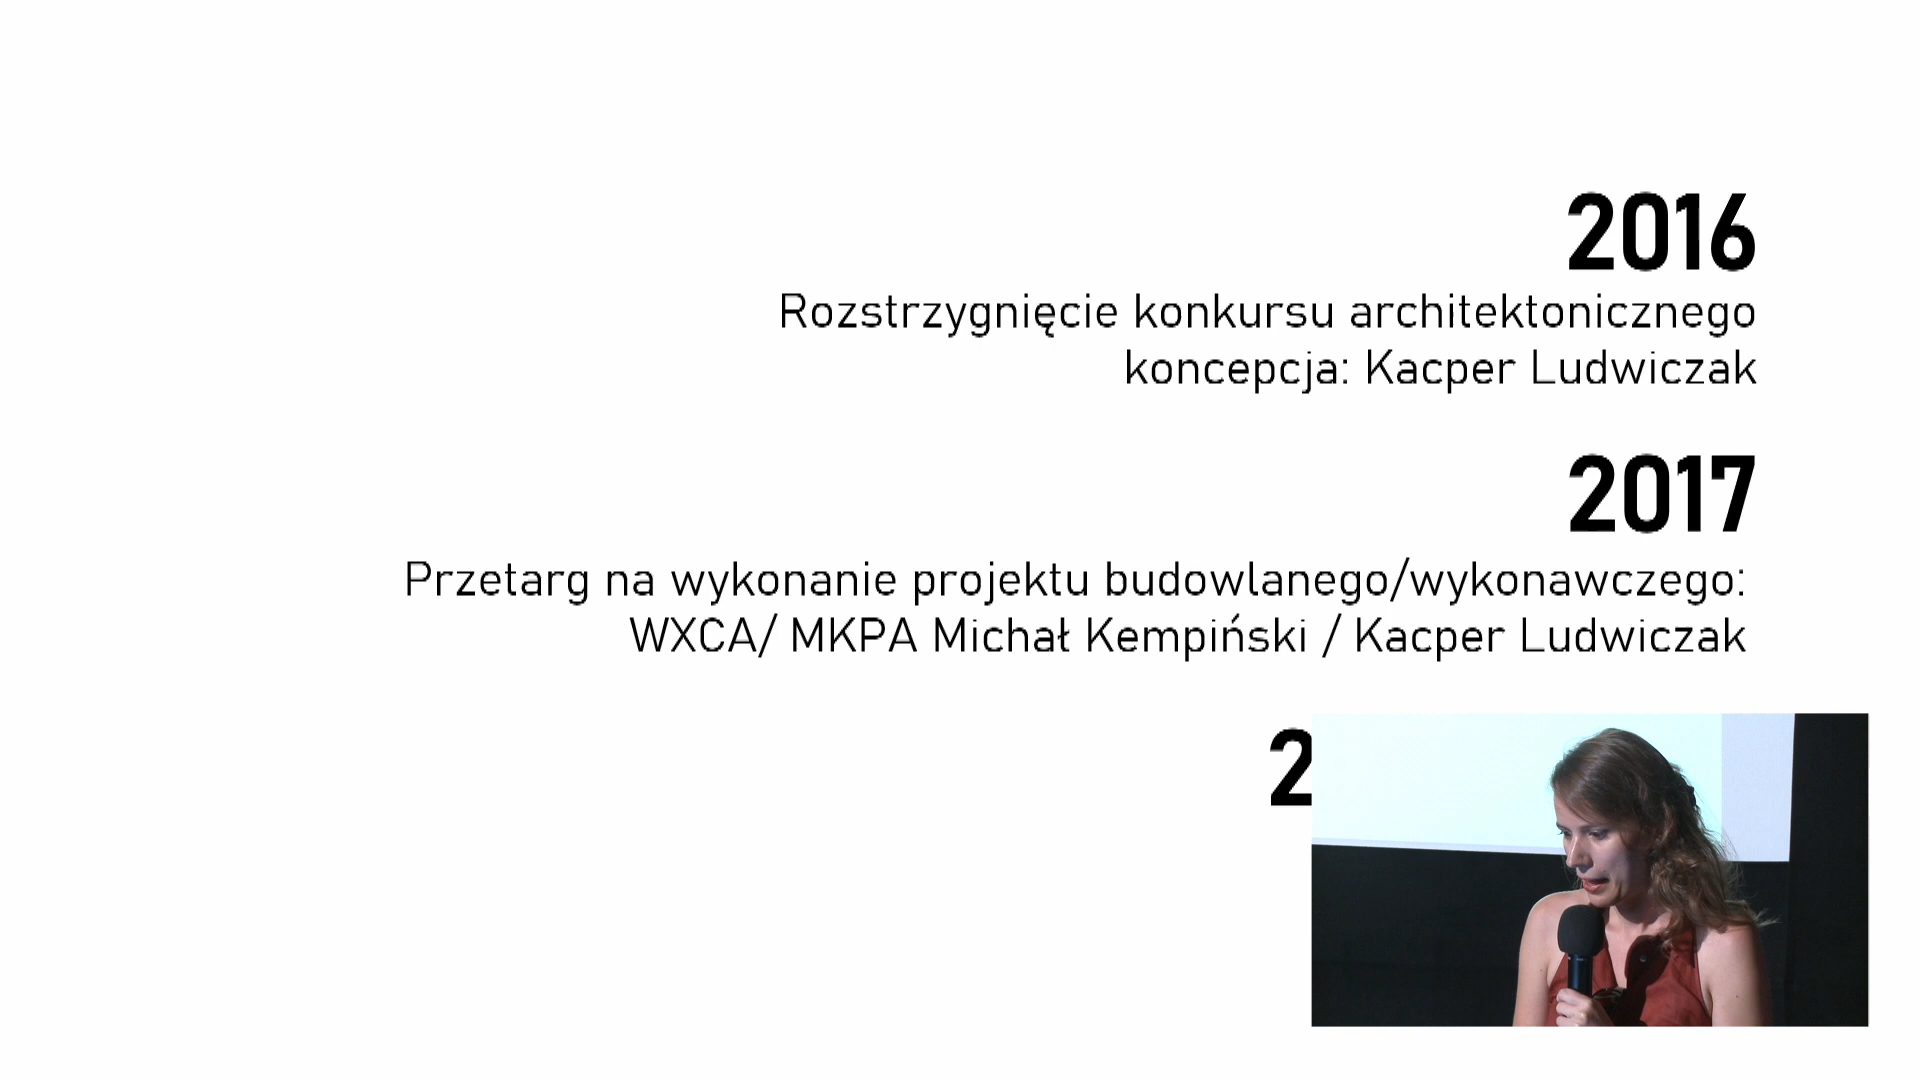 2016
Rozstrzygnięcie konkursu architektonicznego
koncepcja: Kacper Ludwiczak
2017
Przetarg na wykonanie projektu budowlanego/wykonawczego:
WXCA/ MKPA Michał Kempiński / Kacper Ludwiczak
2